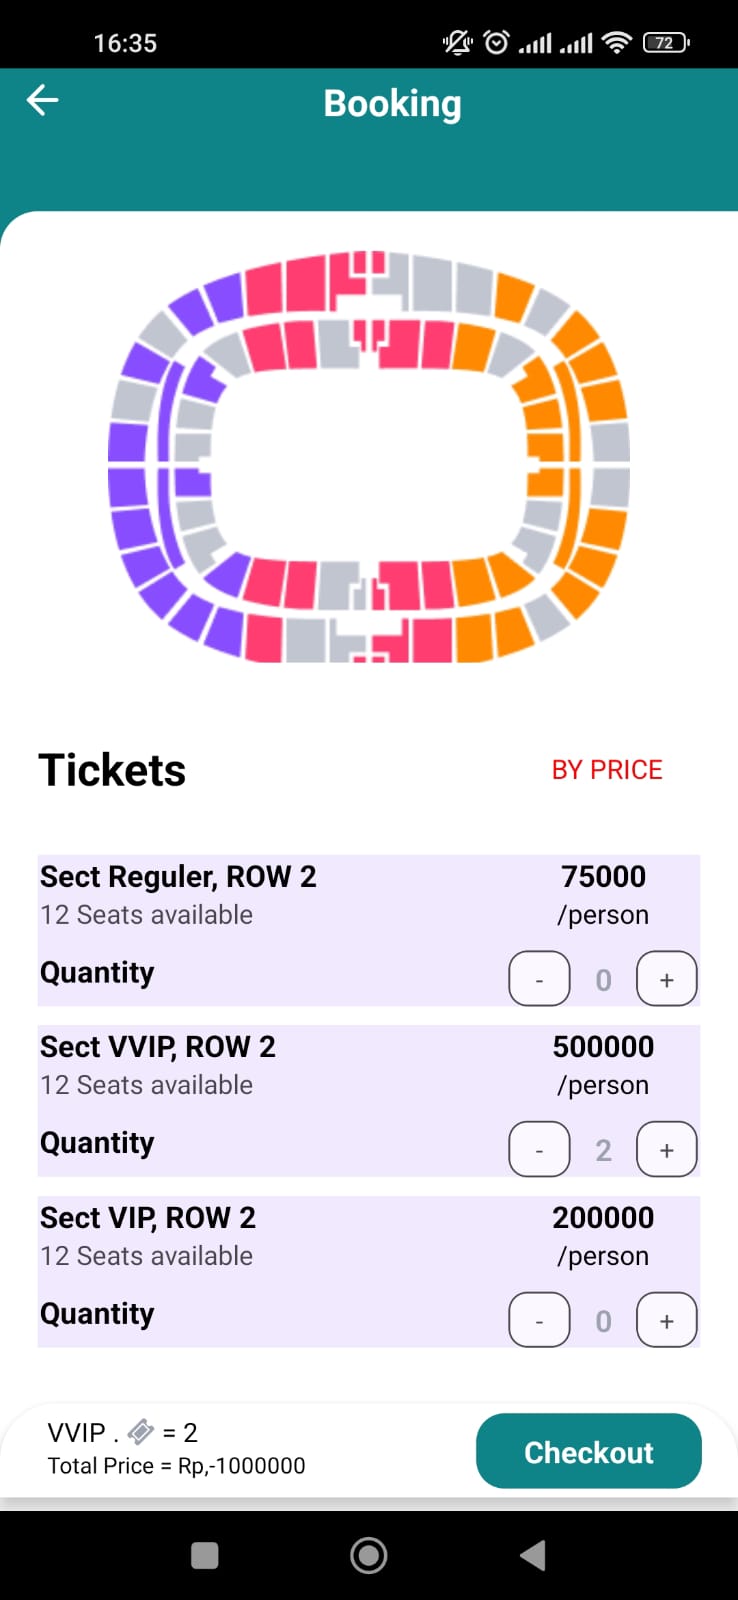 16:35
72
Booking
Tickets
BY PRICE
Sect Reguler, ROW 2
75000
12 Seats available
/person
Quantity
- 0 +
Sect VVIP, ROW 2
500000
12 Seats available
/person
Quantity
- 2 +
Sect VIP, ROW 2
200000
12 Seats available
/person
Quantity
- 0 +
VVIP . = 2
Total Price = Rp,-1000000
Checkout